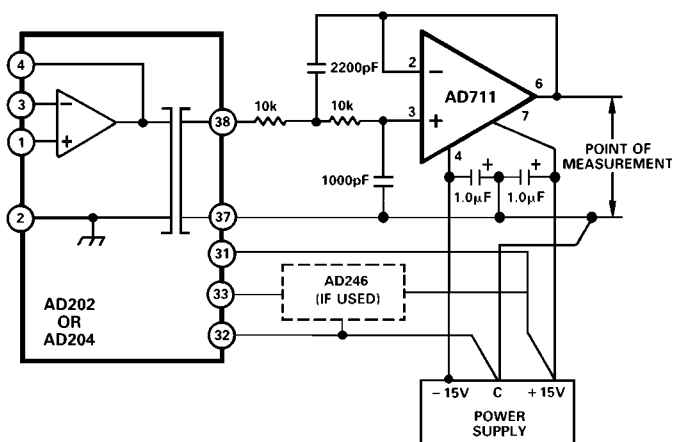 4
3
1
2
38
37
31
33
32
AD202
OR
AD204
10k
10k
2200pF
1000pF
2
3
6
7
4
−
+
−
+
AD711
+
+
1.0µF
1.0µF
POINT OF
MEASUREMENT
AD246
(IF USED)
− 15V
C
+ 15V
POWER
SUPPLY